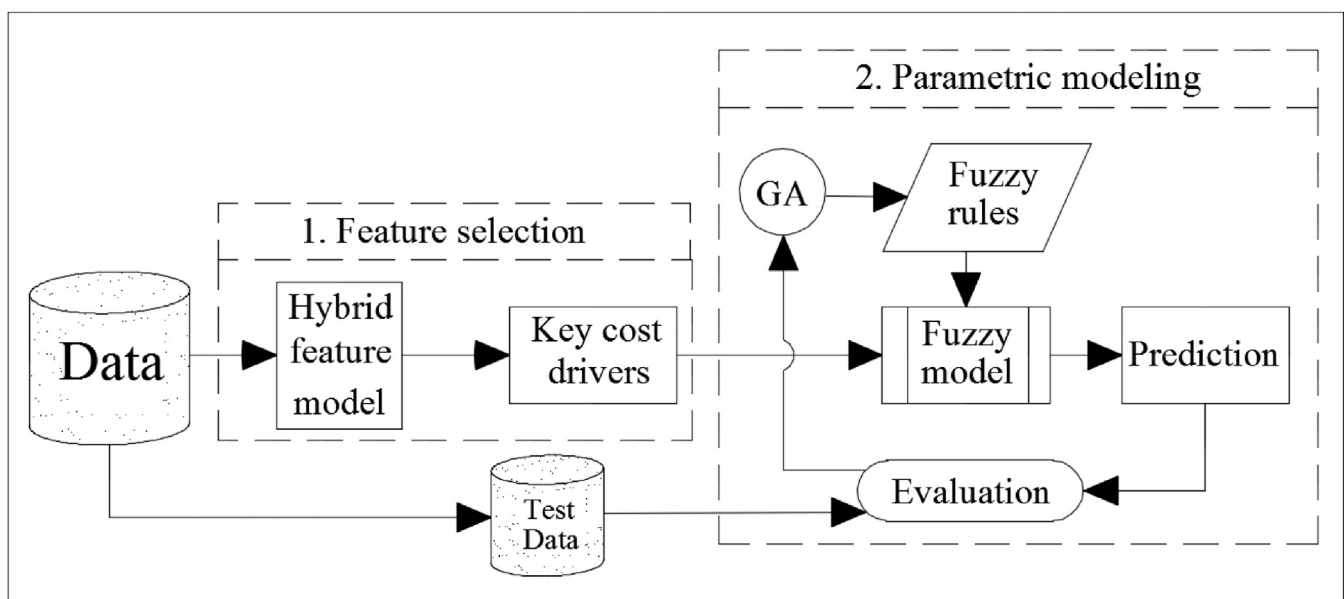 2. Parametric modeling
GA
Fuzzy
rules
1. Feature selection
Data
Hybrid
feature
model
Key cost
drivers
Fuzzy
model
Prediction
Evaluation
Test
Data